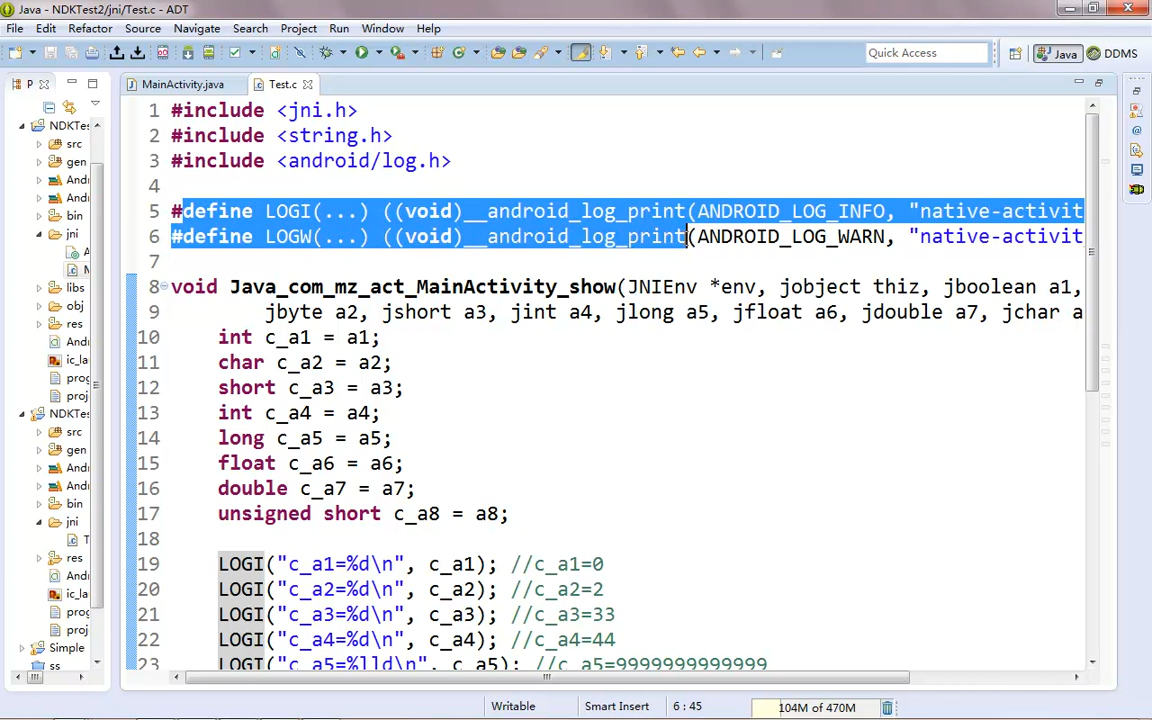 Java - NDKTest2/jni/Test.c - ADT
File Edit Refactor Source Navigate Search Project Run Window Help
Quick Access
Java
DDMS
P
MainActivity.java
Test.c
NDKTe
src
gen
And
And
bin
jni
A
M
libs
obj
res
And
ic_la
prog
proj
NDKTe
src
gen
And
And
bin
jni
T
res
And
ic_la
prog
proj
Simple
ss
1 #include <jni.h>
2 #include <string.h>
3 #include <android/log.h>
4
5 #define LOGI(...) ((void)__android_log_print(ANDROID_LOG_INFO, "native-activit
6 #define LOGW(...) ((void)__android_log_print(ANDROID_LOG_WARN, "native-activit
7
8 void Java_com_mz_act_MainActivity_show(JNIEnv *env, jobject thiz, jboolean a1,
9 jbyte a2, jshort a3, jint a4, jlong a5, jfloat a6, jdouble a7, jchar a
10 int c_a1 = a1;
11 char c_a2 = a2;
12 short c_a3 = a3;
13 int c_a4 = a4;
14 long c_a5 = a5;
15 float c_a6 = a6;
16 double c_a7 = a7;
17 unsigned short c_a8 = a8;
18
19 LOGI("c_a1=%d\n", c_a1); //c_a1=0
20 LOGI("c_a2=%d\n", c_a2); //c_a2=2
21 LOGI("c_a3=%d\n", c_a3); //c_a3=33
22 LOGI("c_a4=%d\n", c_a4); //c_a4=44
23 LOGI("c_a5=%lld\n", c_a5); //c_a5=9999999999999
Writable Smart Insert 6 : 45 104M of 470M